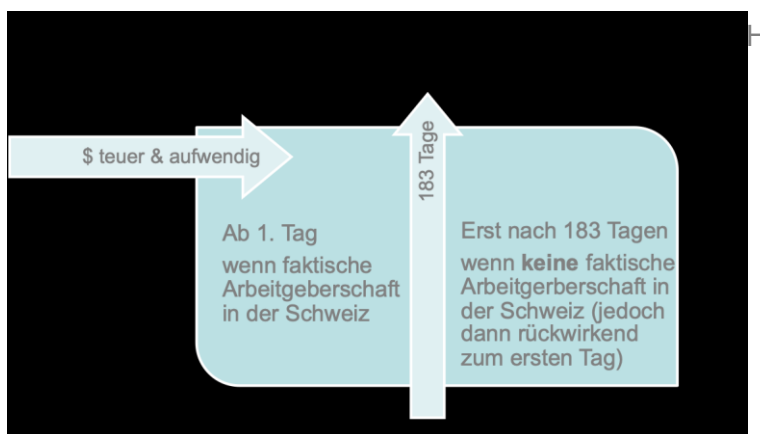 $ teuer & aufwendig
183 Tage
Ab 1. Tag
wenn faktische
Arbeitgeberschaft
in der Schweiz
Erst nach 183 Tagen
wenn keine faktische
Arbeitgerberschaft in
der Schweiz (jedoch
dann rückwirkend
zum ersten Tag)